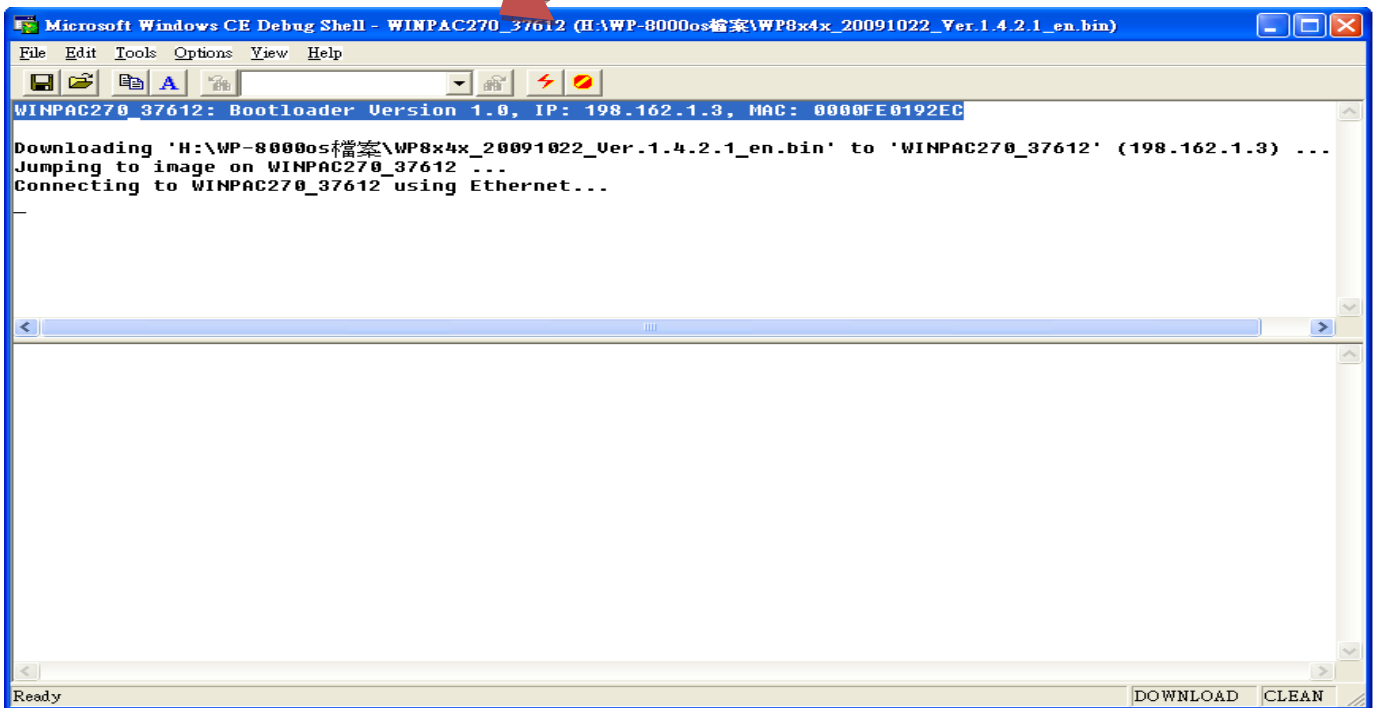 Microsoft Windows CE Debug Shell - WINPAC270_37612 (H:\WP-8000os檔案\WP8x4x_20091022_Ver.1.4.2.1_en.bin)
File Edit Tools Options View Help
WINPAC270_37612: Bootloader Version 1.0, IP: 198.162.1.3, MAC: 0000FE0192EC
Downloading 'H:\WP-8000os檔案\WP8x4x_20091022_Ver.1.4.2.1_en.bin' to 'WINPAC270_37612' (198.162.1.3) ...
Jumping to image on WINPAC270_37612 ...
Connecting to WINPAC270_37612 using Ethernet...
_
Ready DOWNLOAD CLEAN